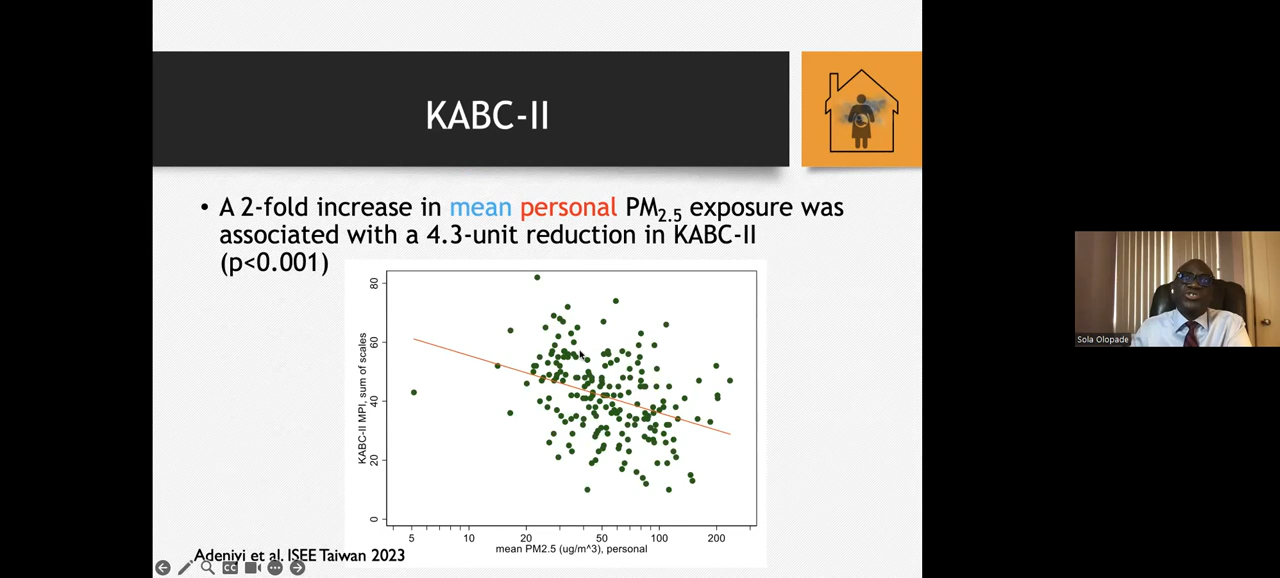 KABC-II
• A 2-fold increase in mean personal PM2.5 exposure was
associated with a 4.3-unit reduction in KABC-II
(p<0.001)
KABC-II MPI, sum of scales
80
60
40
20
0
5 10 20 50 100 200
mean PM2.5 (ug/m^3), personal
Adeniyi et al. ISEE Taiwan 2023
CC
Sola Olopade